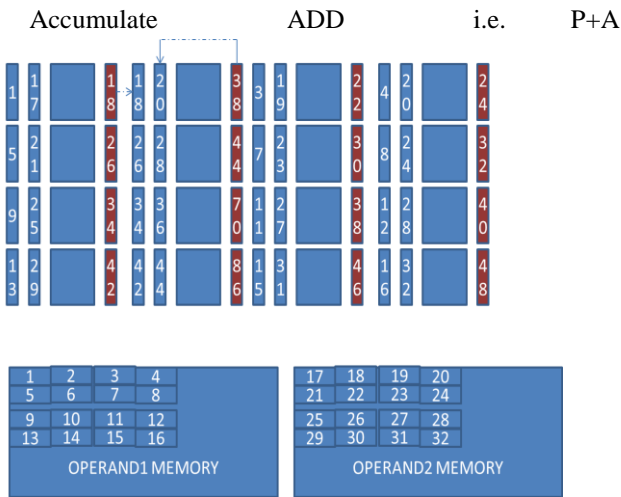 Accumulate ADD i.e. P+A
1 17 18 18 20 38 3 19 22 4 20 24
5 21 26 26 28 44 7 23 30 8 24 32
9 25 34 34 36 70 11 27 38 12 28 40
13 29 42 42 44 86 15 31 46 16 32 48
1 2 3 4
5 6 7 8
9 10 11 12
13 14 15 16
OPERAND1 MEMORY
17 18 19 20
21 22 23 24
25 26 27 28
29 30 31 32
OPERAND2 MEMORY